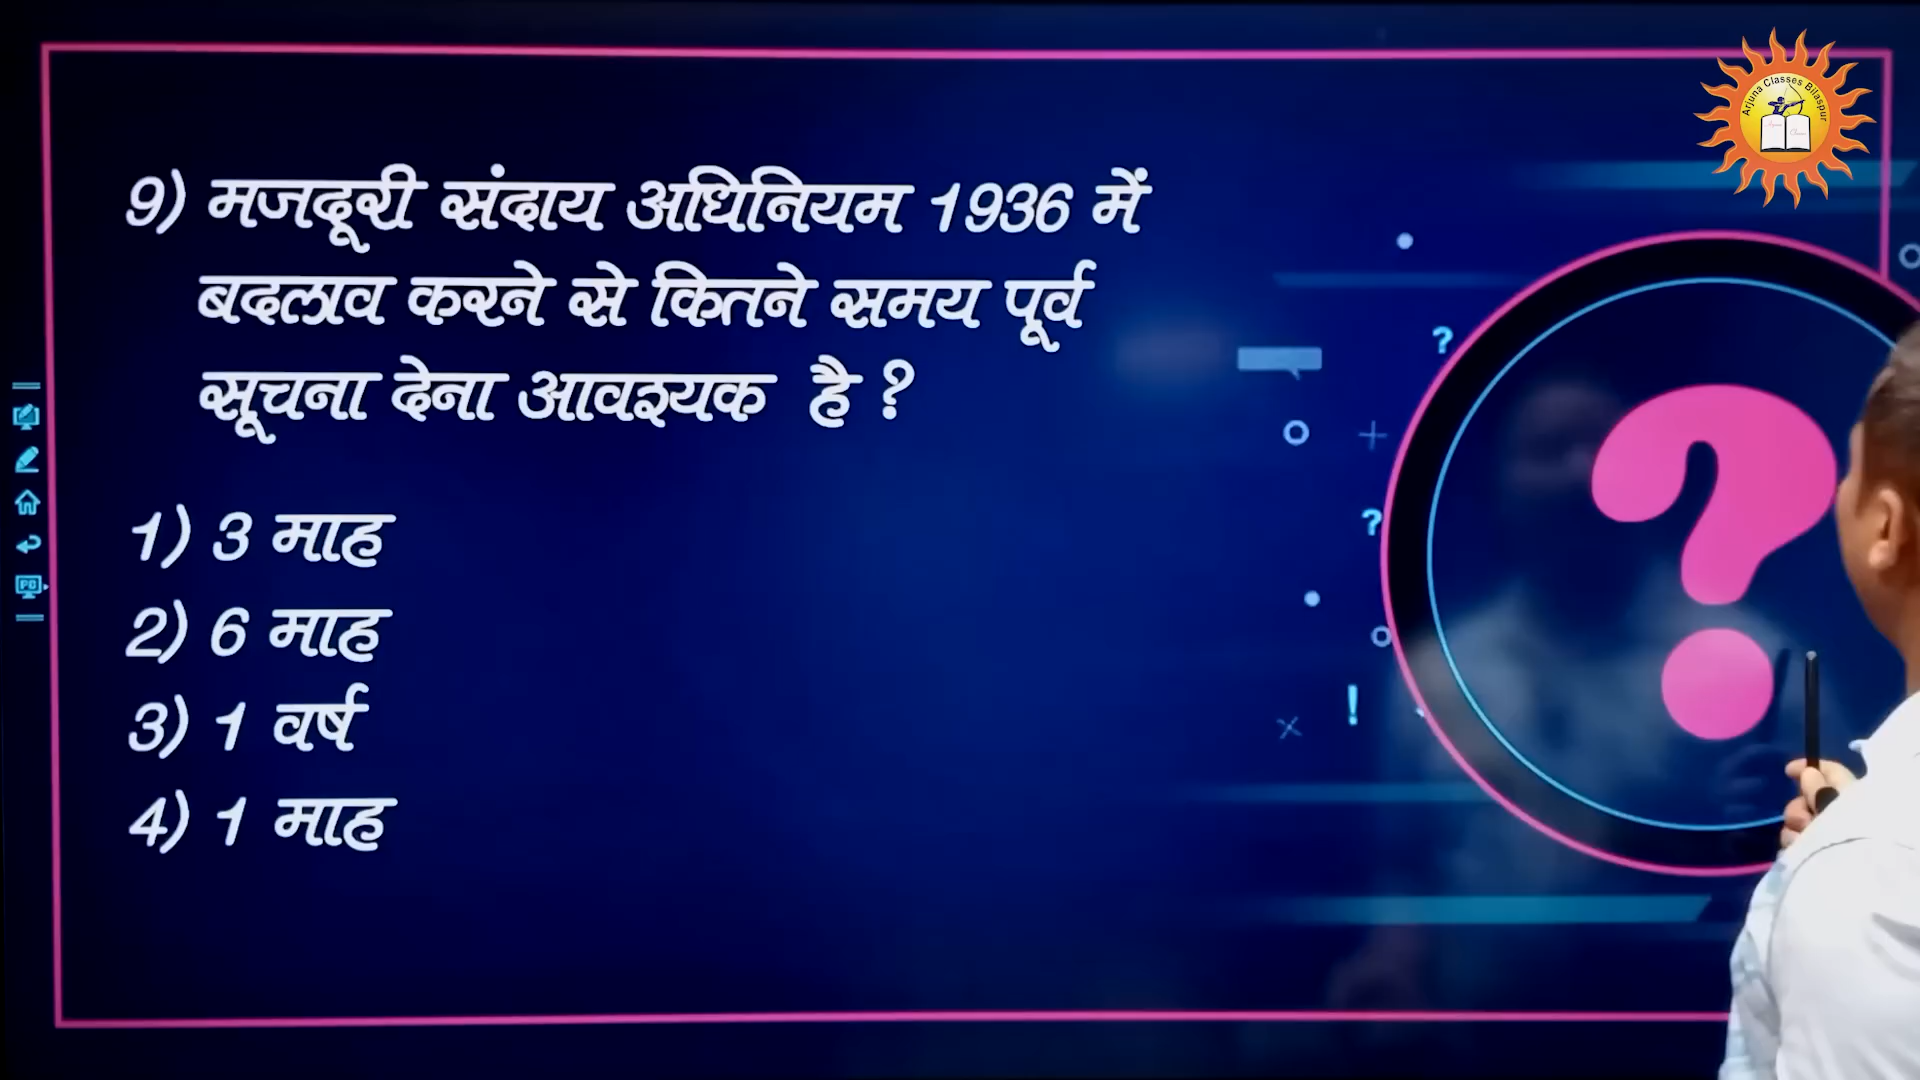 Arjuna Classes Bilaspur
9) मजदूरी संदाय अधिनियम 1936 में
बदलाव करने से कितने समय पूर्व
सूचना देना आवश्यक है ?
?
?
?
!
1) 3 माह
2) 6 माह
3) 1 वर्ष
4) 1 माह